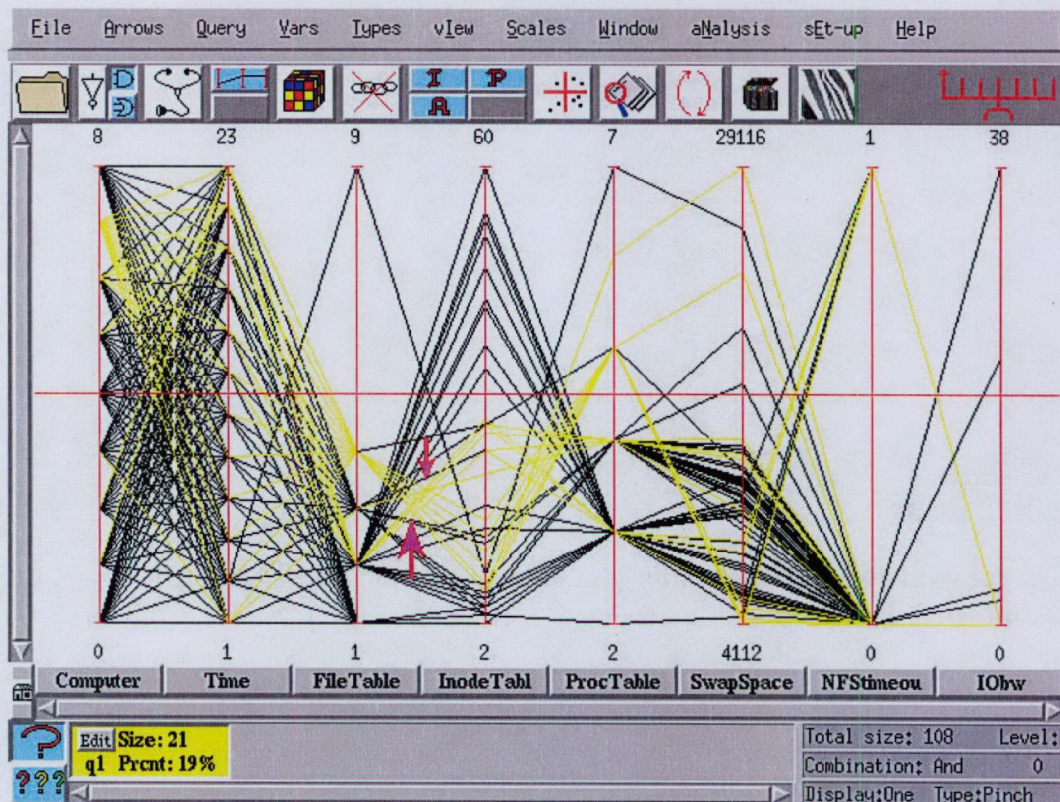 File Arrows Query Vars Types vIew Scales Window aNalysis sEt-up Help
I P
A
8 23 9 60 7 29116 1 38
0 1 1 2 2 4112 0 0
Computer Time FileTable InodeTabl ProcTable SwapSpace NFStimeou IObw
? Edit Size: 21
q1 Prcnt: 19%
???
Total size: 108 Level:
Combination: And 0
Display:One Type:Pinch